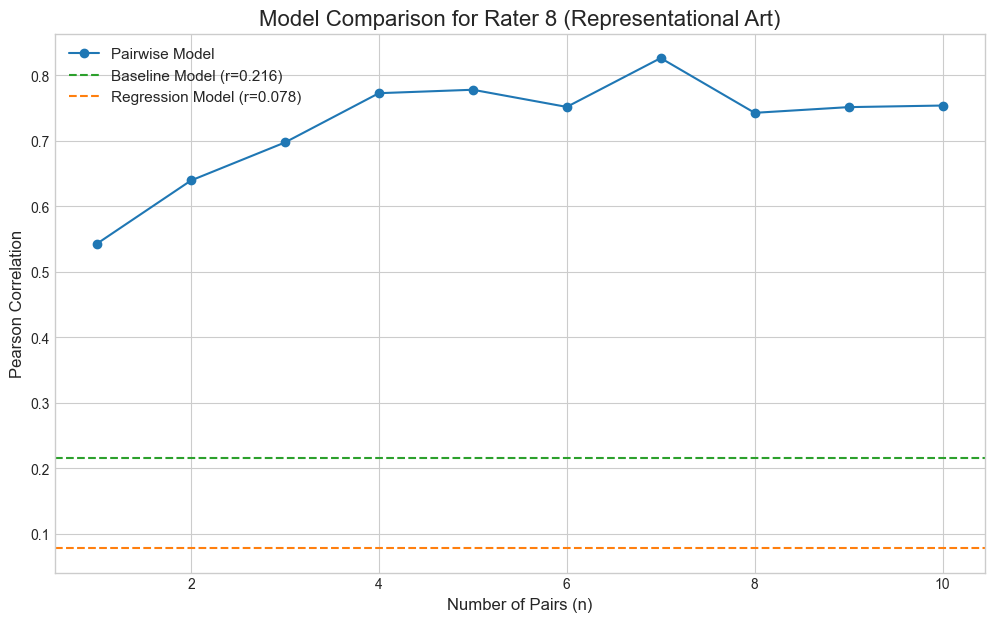 Model Comparison for Rater 8 (Representational Art)
Pairwise Model
Baseline Model (r=0.216)
Regression Model (r=0.078)
Pearson Correlation
0.8
0.7
0.6
0.5
0.4
0.3
0.2
0.1
2 4 6 8 10
Number of Pairs (n)